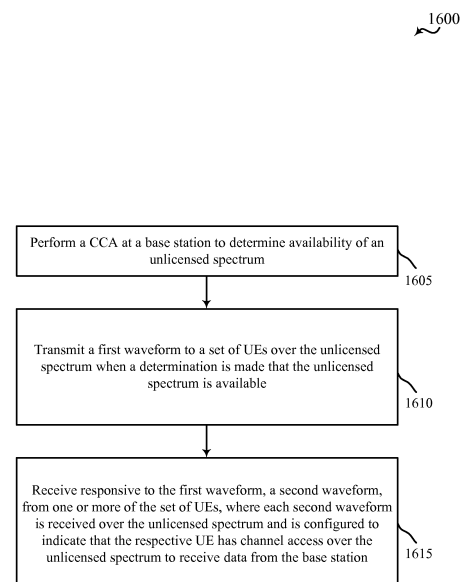 1600
Perform a CCA at a base station to determine availability of an
unlicensed spectrum
1605
Transmit a first waveform to a set of UEs over the unlicensed
spectrum when a determination is made that the unlicensed
spectrum is available
1610
Receive responsive to the first waveform, a second waveform,
from one or more of the set of UEs, where each second waveform
is received over the unlicensed spectrum and is configured to
indicate that the respective UE has channel access over the
unlicensed spectrum to receive data from the base station
1615